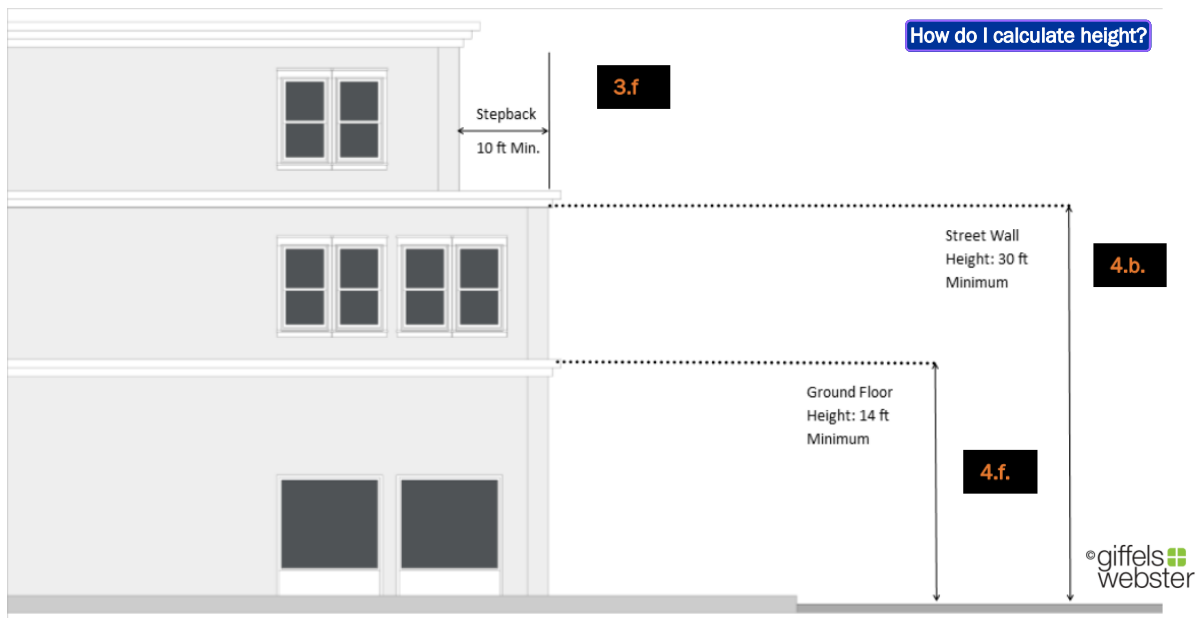 How do I calculate height?
3.f
Stepback
10 ft Min.
Street Wall
Height: 30 ft
Minimum
4.b.
Ground Floor
Height: 14 ft
Minimum
4.f.
©giffels
webster